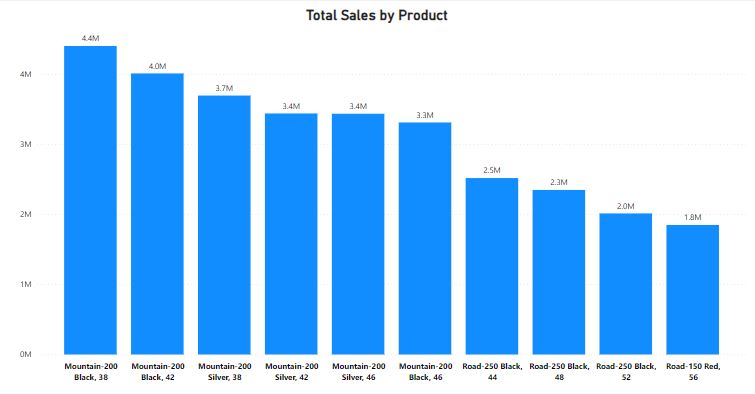 Total Sales by Product
4.4M
4.0M
3.7M
3.4M
3.4M
3.3M
2.5M
2.3M
2.0M
1.8M
4M
3M
2M
1M
0M
Mountain-200
Black, 38
Mountain-200
Black, 42
Mountain-200
Silver, 38
Mountain-200
Silver, 42
Mountain-200
Silver, 46
Mountain-200
Black, 46
Road-250 Black,
44
Road-250 Black,
48
Road-250 Black,
52
Road-150 Red,
56